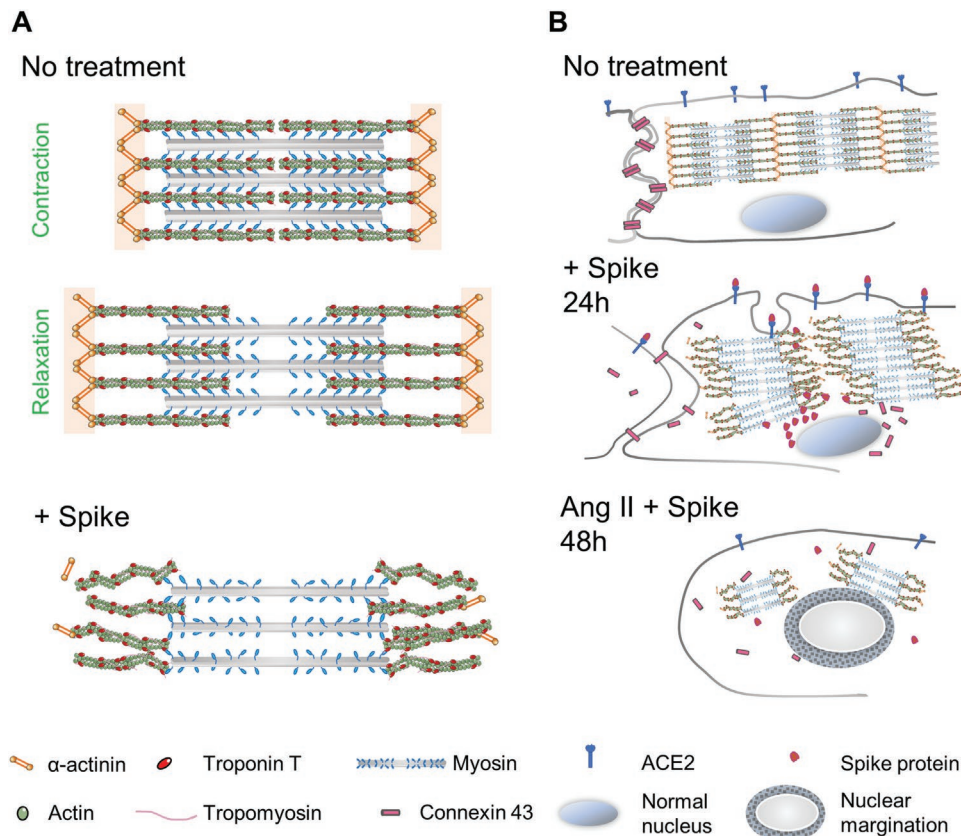 A
No treatment
Contraction
Relaxation
+ Spike
B
No treatment
+ Spike
24h
Ang II + Spike
48h
α-actinin
Troponin T
Myosin
ACE2
Spike protein
Actin
Tropomyosin
Connexin 43
Normal
nucleus
Nuclear
margination